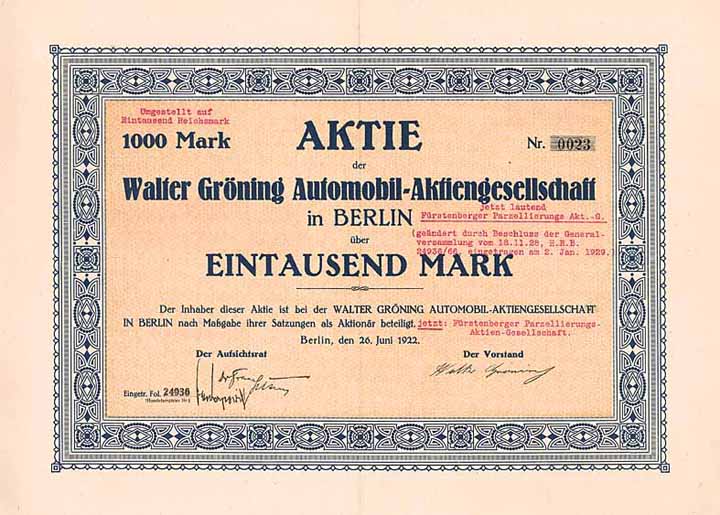 Umgestellt auf
Eintausend Reichsmark
1000 Mark
AKTIE
Nr. 0023
der
Walter Gröning Automobil-Aktiengesellschaft
jetzt lautend
in BERLIN
Fürstenberger Parzellierungs Akt.-G.
(geändert durch Beschluss der General-
über
versammlung vom 18.11.28, H.R.B.
24936/66, eingetragen am 2. Jan. 1929.)
EINTAUSEND MARK
Der Inhaber dieser Aktie ist bei der WALTER GRÖNING AUTOMOBIL-AKTIENGESELLSCHAFT
IN BERLIN nach Maßgabe ihrer Satzungen als Aktionär beteiligt. jetzt: Fürstenberger Parzellierungs-
Aktien-Gesellschaft.
Berlin, den 26. Juni 1922.
Der Aufsichtsrat
Der Vorstand
Walter Gröning
Eingetr. Fol. 24936